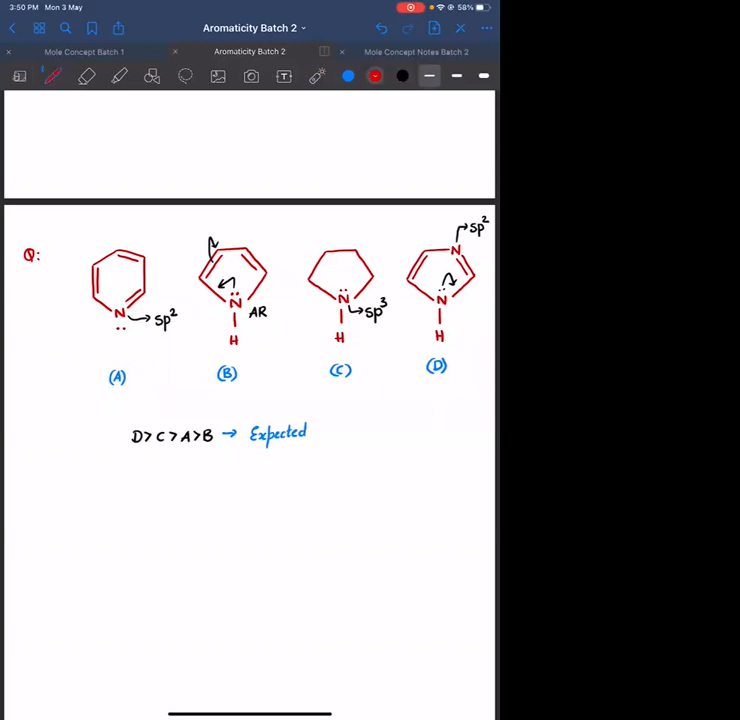 3:50 PM Mon 3 May
58%
Aromaticity Batch 2
Mole Concept Batch 1
Aromaticity Batch 2
Mole Concept Notes Batch 2
Q:
N
sp²
(A)
N
H
AR
(B)
N
H
sp³
(C)
N
sp²
N
H
(D)
D > C > A > B → Expected